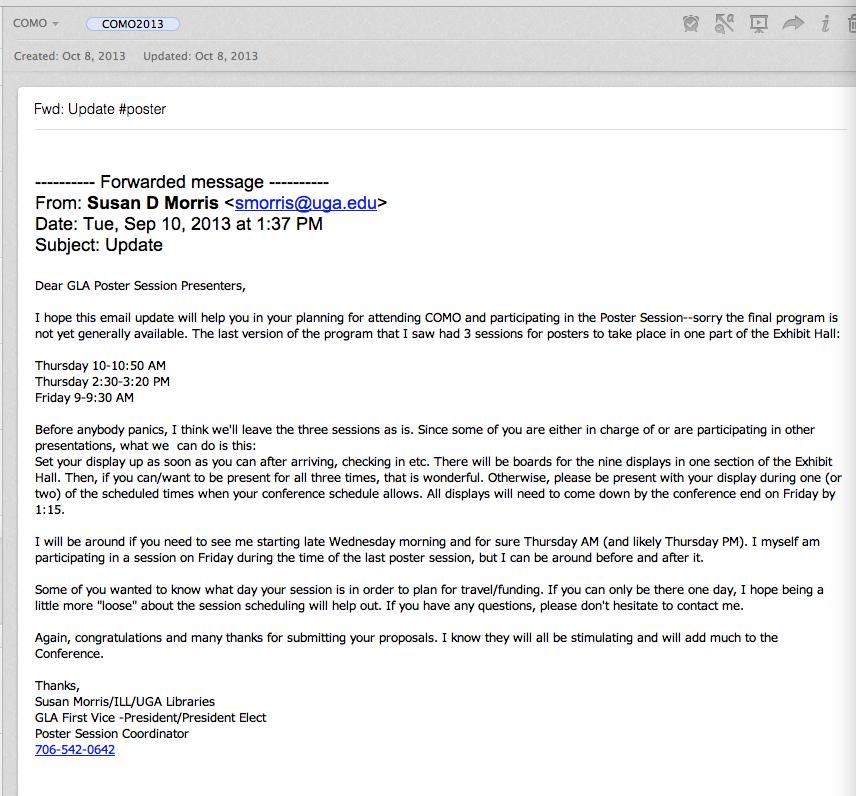 COMO COMO2013
Created: Oct 8, 2013 Updated: Oct 8, 2013
Fwd: Update #poster
---------- Forwarded message ----------
From: Susan D Morris <smorris@uga.edu>
Date: Tue, Sep 10, 2013 at 1:37 PM
Subject: Update
Dear GLA Poster Session Presenters,
I hope this email update will help you in your planning for attending COMO and participating in the Poster Session--sorry the final program is
not yet generally available. The last version of the program that I saw had 3 sessions for posters to take place in one part of the Exhibit Hall:
Thursday 10-10:50 AM
Thursday 2:30-3:20 PM
Friday 9-9:30 AM
Before anybody panics, I think we'll leave the three sessions as is. Since some of you are either in charge of or are participating in other
presentations, what we  can do is this:
Set your display up as soon as you can after arriving, checking in etc. There will be boards for the nine displays in one section of the Exhibit
Hall. Then, if you can/want to be present for all three times, that is wonderful. Otherwise, please be present with your display during one (or
two) of the scheduled times when your conference schedule allows. All displays will need to come down by the conference end on Friday by
1:15.
I will be around if you need to see me starting late Wednesday morning and for sure Thursday AM (and likely Thursday PM). I myself am
participating in a session on Friday during the time of the last poster session, but I can be around before and after it.
Some of you wanted to know what day your session is in order to plan for travel/funding. If you can only be there one day, I hope being a
little more "loose" about the session scheduling will help out. If you have any questions, please don't hesitate to contact me.
Again, congratulations and many thanks for submitting your proposals. I know they will all be stimulating and will add much to the
Conference.
Thanks,
Susan Morris/ILL/UGA Libraries
GLA First Vice -President/President Elect
Poster Session Coordinator
706-542-0642